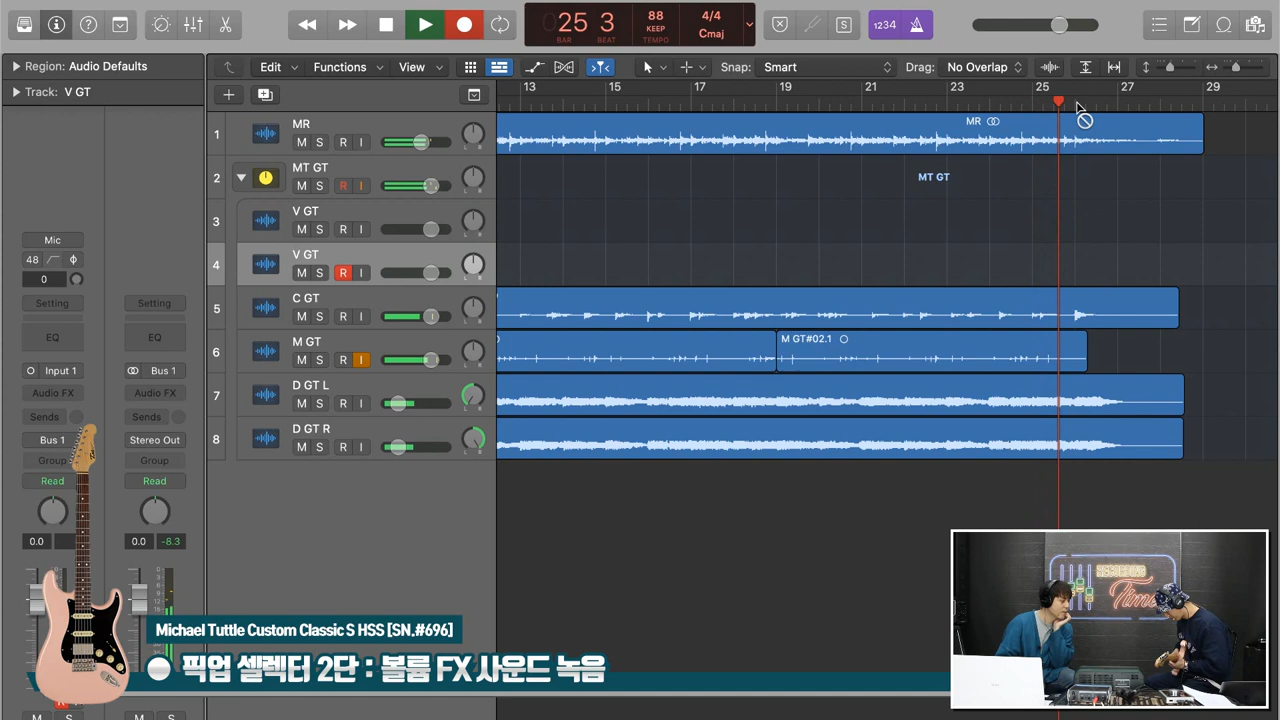 25 3
BAR BEAT
88
KEEP
TEMPO
4/4
Cmaj
S
1234
Region: Audio Defaults
Track: V GT
Edit
Functions
View
Snap: Smart
Drag: No Overlap
13 15 17 19 21 23 25 27 29
1 MR
M S R I
MR
2 MT GT
M S R I
MT GT
3 V GT
M S R I
4 V GT
M S R I
5 C GT
M S R I
6 M GT
M S R I
M GT#02.1
7 D GT L
M S R I
8 D GT R
M S R I
Mic
48
0
Setting Setting
EQ EQ
Input 1 Bus 1
Audio FX Audio FX
Sends Sends
Bus 1 Stereo Out
Group Group
Read Read
0.0 0.0 -8.3
M S
Michael Tuttle Custom Classic S HSS [SN.#696]
픽업 셀렉터 2단 : 볼륨 FX 사운드 녹음
RECORDING
Time